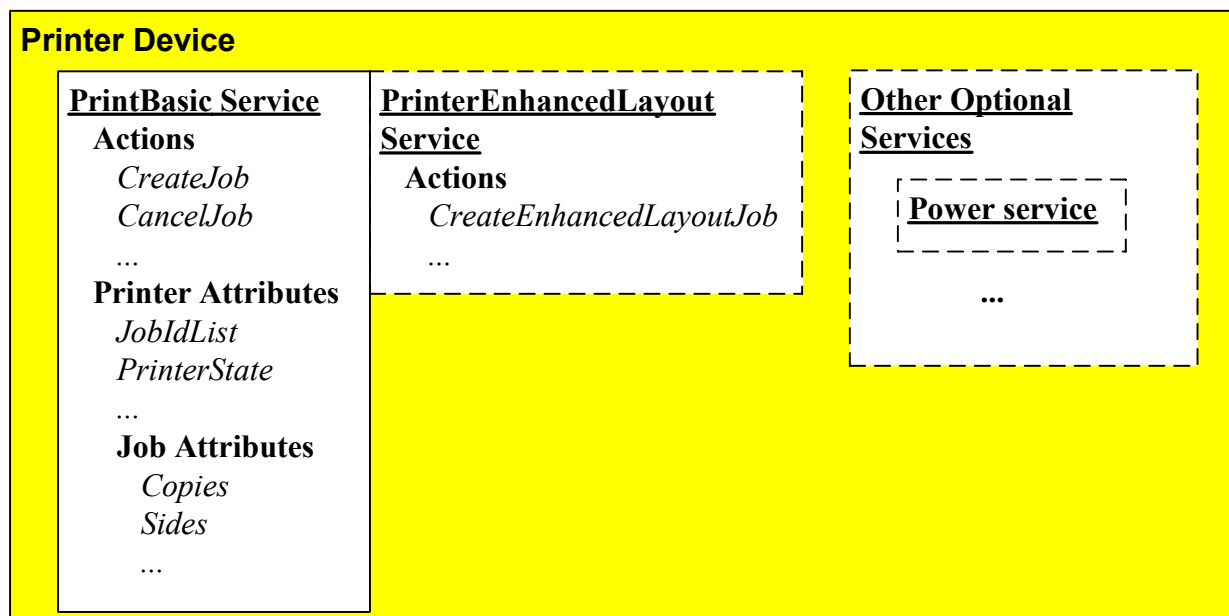 Printer Device
PrintBasic Service
Actions
CreateJob
CancelJob
...
Printer Attributes
JobIdList
PrinterState
...
Job Attributes
Copies
Sides
...
PrinterEnhancedLayout
Service
Actions
CreateEnhancedLayoutJob
...
Other Optional
Services
Power service
...